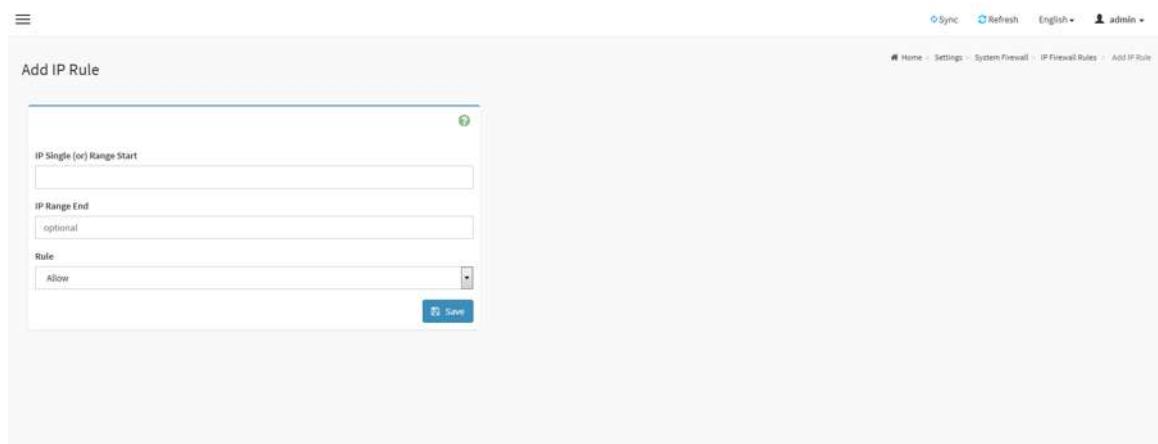 Sync Refresh English admin
Add IP Rule
Home Settings System Firewall IP Firewall Rules Add IP Rule
IP Single (or) Range Start
IP Range End
optional
Rule
Allow
Save